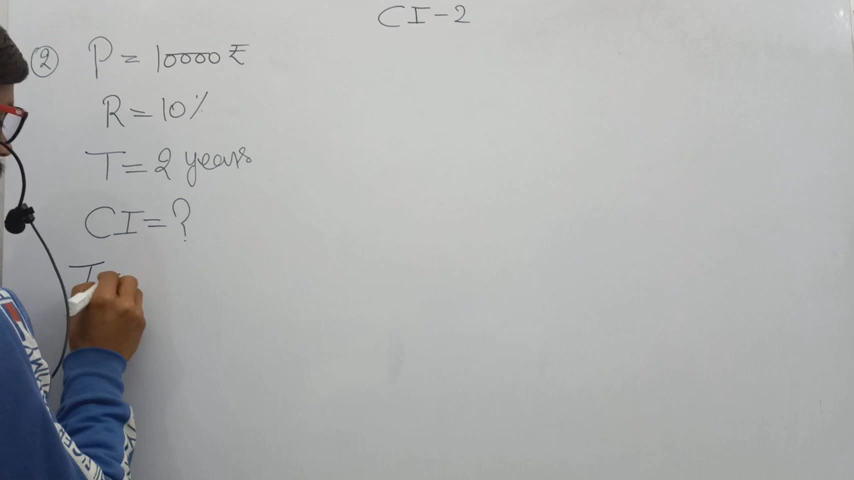 CI-2
② P = 10000 ₹
R = 10%
T = 2 years
CI = ?
T